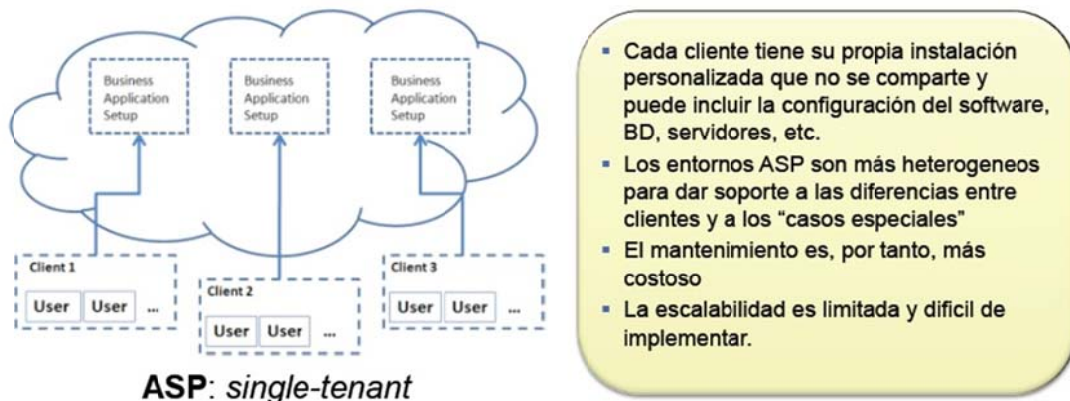 Business
Application
Setup
Business
Application
Setup
Business
Application
Setup
Client 1
User User ...
Client 2
User User ...
Client 3
User User ...
ASP: single-tenant
▪ Cada cliente tiene su propia instalación
personalizada que no se comparte y
puede incluir la configuración del software,
BD, servidores, etc.
▪ Los entornos ASP son más heterogeneos
para dar soporte a las diferencias entre
clientes y a los “casos especiales”
▪ El mantenimiento es, por tanto, más
costoso
▪ La escalabilidad es limitada y dificil de
implementar.